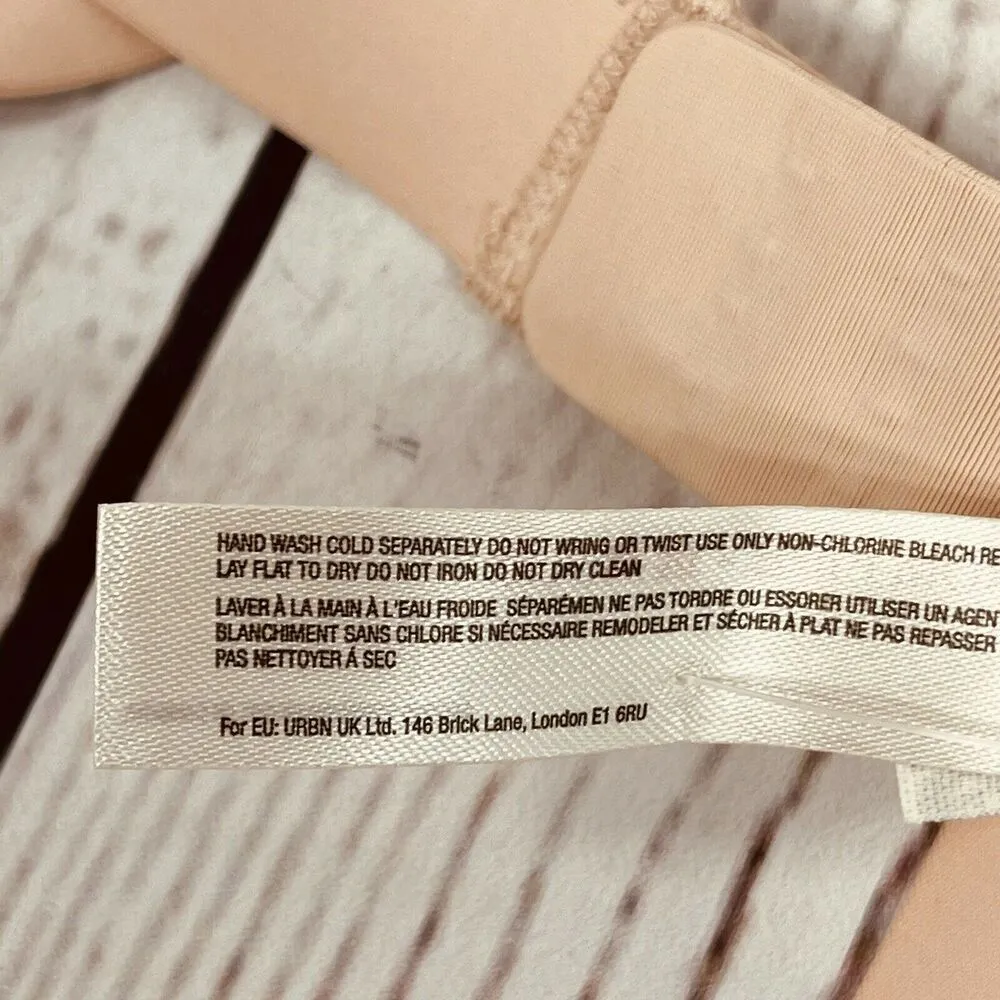 HAND WASH COLD SEPARATELY DO NOT WRING OR TWIST USE ONLY NON-CHLORINE BLEACH RE
LAY FLAT TO DRY DO NOT IRON DO NOT DRY CLEAN
LAVER À LA MAIN À L'EAU FROIDE SÉPARÉMEN NE PAS TORDRE OU ESSORER UTILISER UN AGENT
BLANCHIMENT SANS CHLORE SI NÉCESSAIRE REMODELER ET SÉCHER À PLAT NE PAS REPASSER
PAS NETTOYER Á SEC
For EU: URBN UK Ltd. 146 Brick Lane, London E1 6RU